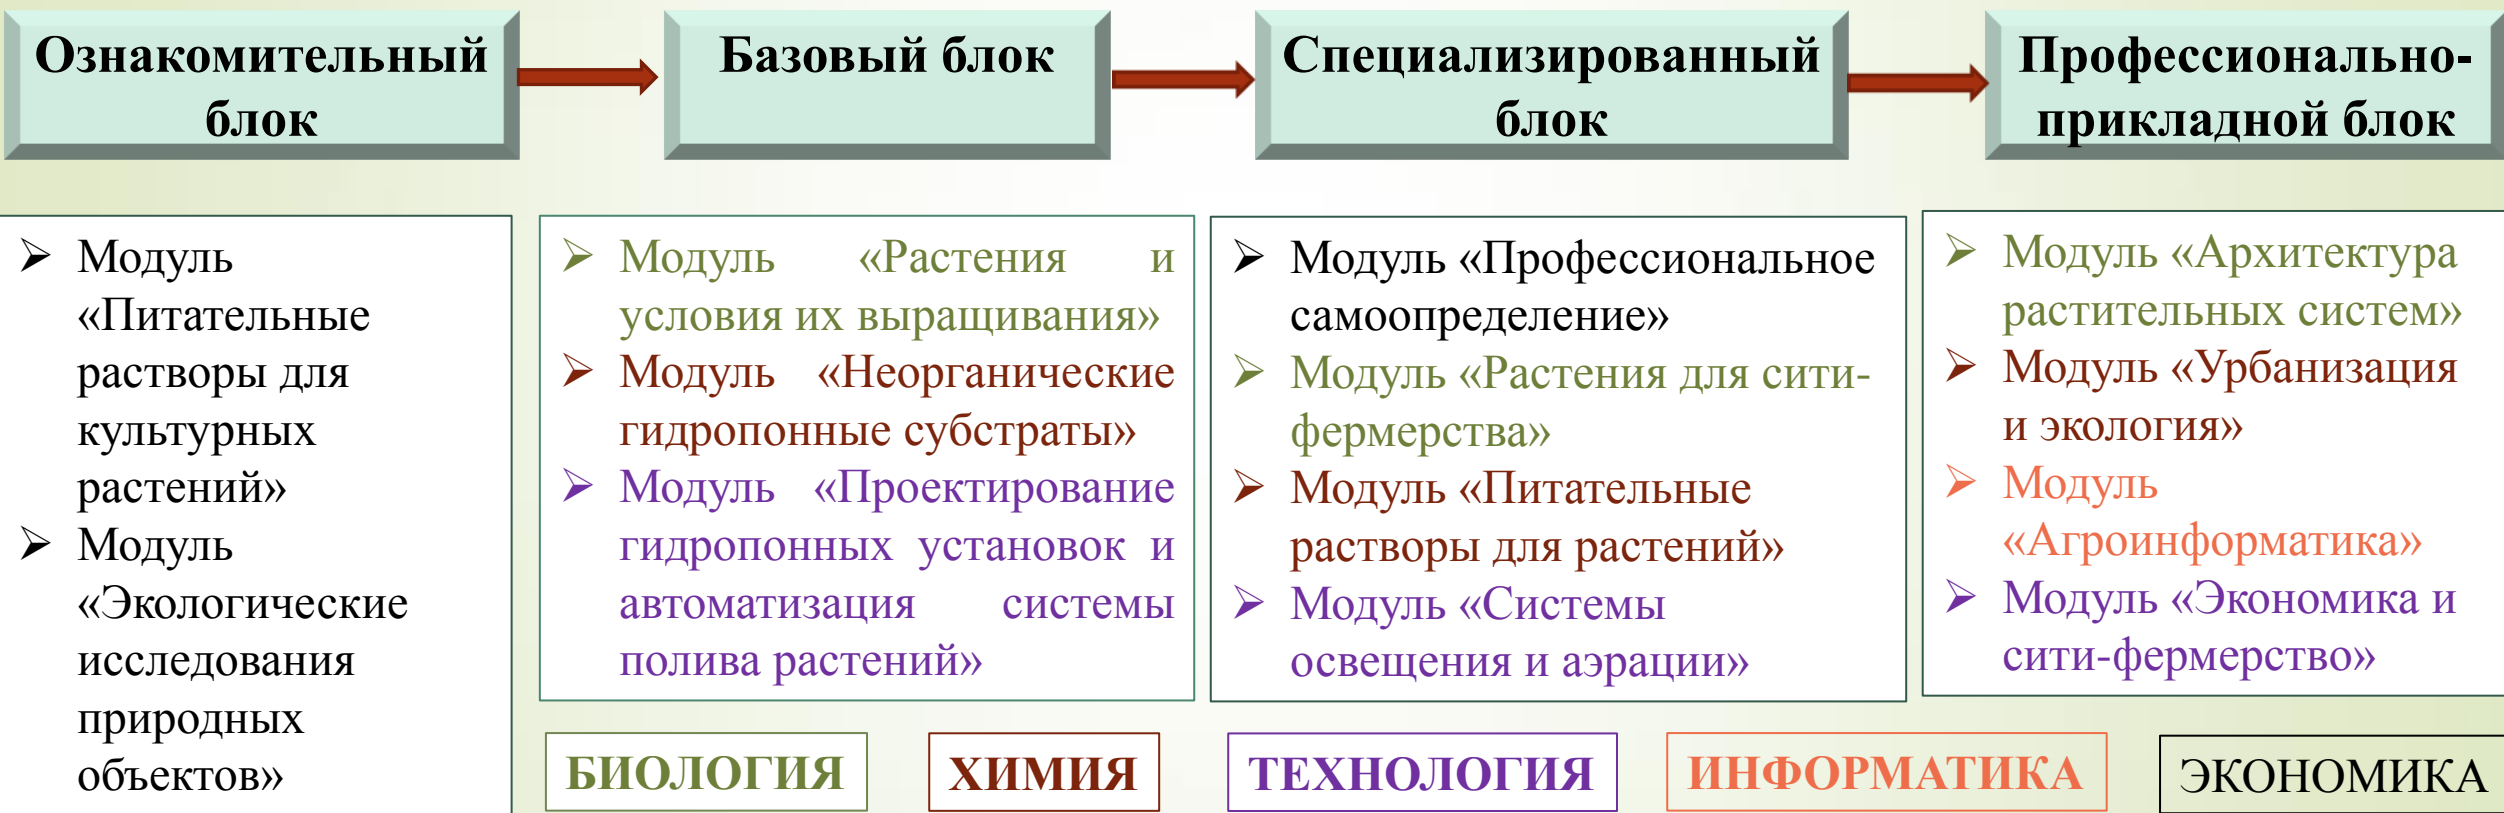 Ознакомительный
блок
Базовый блок
Специализированный
блок
Профессионально-
прикладной блок
Модуль
«Питательные
растворы для
культурных
растений»
Модуль
«Экологические
исследования
природных
объектов»
Модуль «Растения и
условия их выращивания»
Модуль «Неорганические
гидропонные субстраты»
Модуль «Проектирование
гидропонных установок и
автоматизация системы
полива растений»
Модуль «Профессиональное
самоопределение»
Модуль «Растения для сити-
фермерства»
Модуль «Питательные
растворы для растений»
Модуль «Системы
освещения и аэрации»
Модуль «Архитектура
растительных систем»
Модуль «Урбанизация
и экология»
Модуль
«Агроинформатика»
Модуль «Экономика и
сити-фермерство»
БИОЛОГИЯ
ХИМИЯ
ТЕХНОЛОГИЯ
ИНФОРМАТИКА
ЭКОНОМИКА